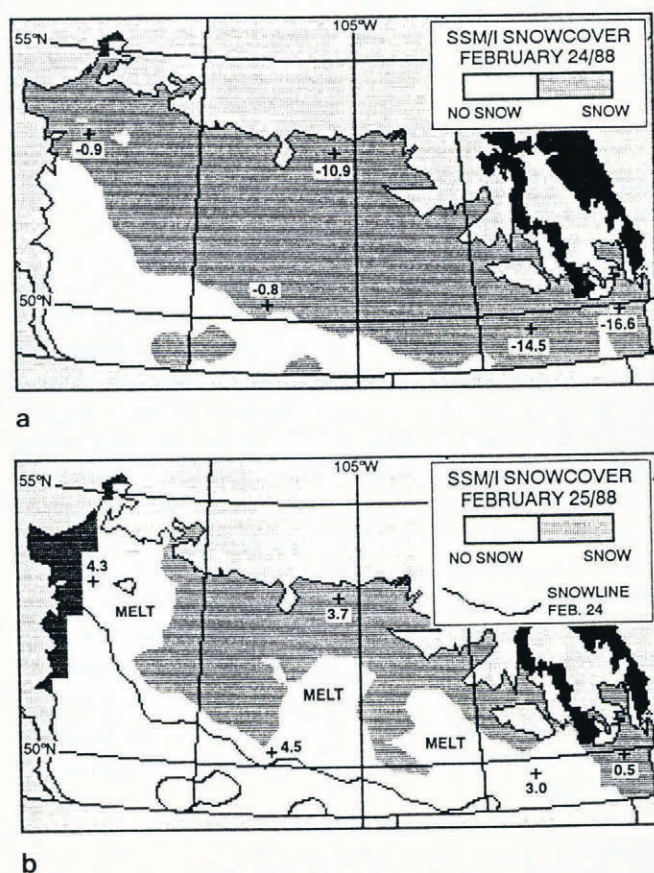 55°N
105°W
SSM/I SNOWCOVER
FEBRUARY 24/88
NO SNOW SNOW
-0.9
-10.9
-0.8
50°N
-14.5
-16.6
a
55°N
105°W
SSM/I SNOWCOVER
FEBRUARY 25/88
NO SNOW SNOW
SNOWLINE
FEB. 24
4.3
MELT
3.7
MELT
MELT
50°N
4.5
3.0
0.5
b